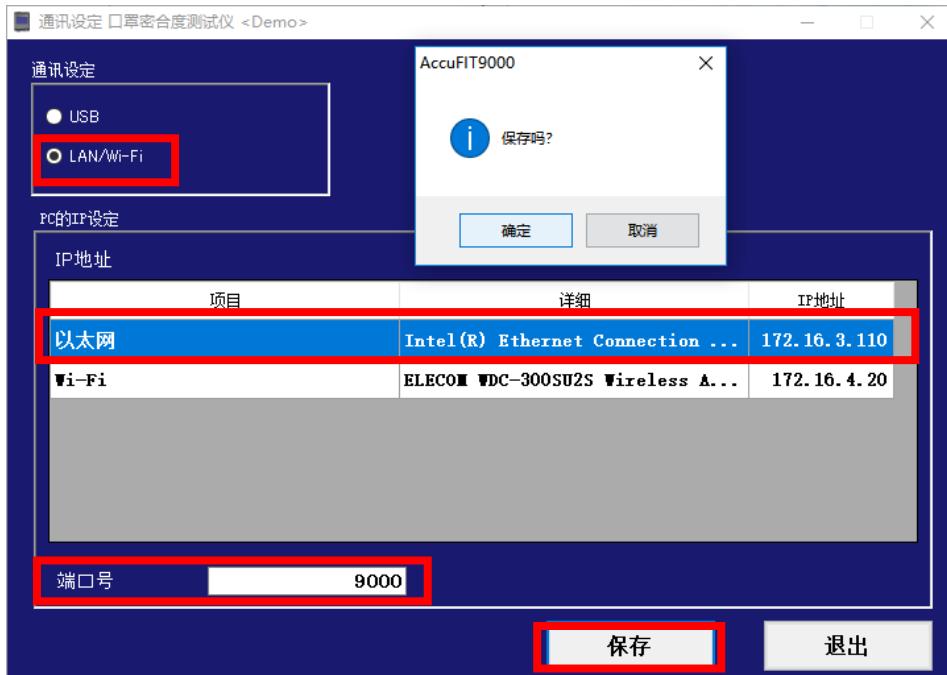 通讯设定 口罩密合度测试仪 <Demo>
通讯设定
USB
LAN/Wi-Fi
AccuFIT9000
保存吗?
确定 取消
PC的IP设定
IP地址
项目 详细 IP地址
以太网 Intel(R) Ethernet Connection ... 172.16.3.110
Wi-Fi ELECOM WDC-300SU2S Wireless A... 172.16.4.20
端口号 9000
保存 退出